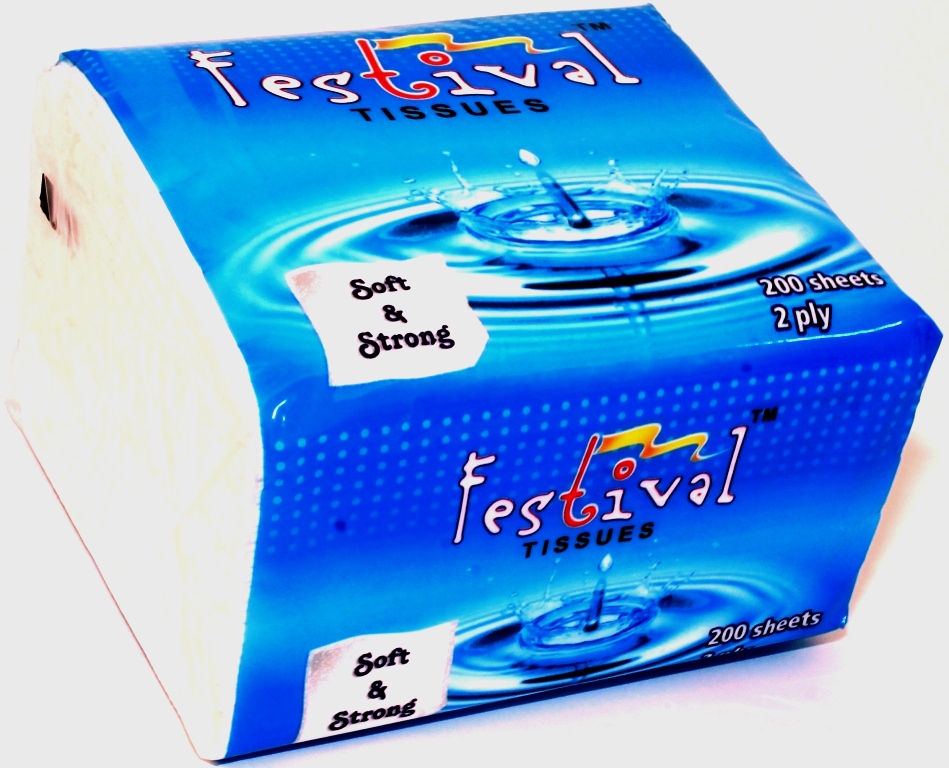 Festival™
TISSUES
Soft
&
Strong
200 sheets
2 ply
Festival™
TISSUES
Soft
&
Strong
200 sheets